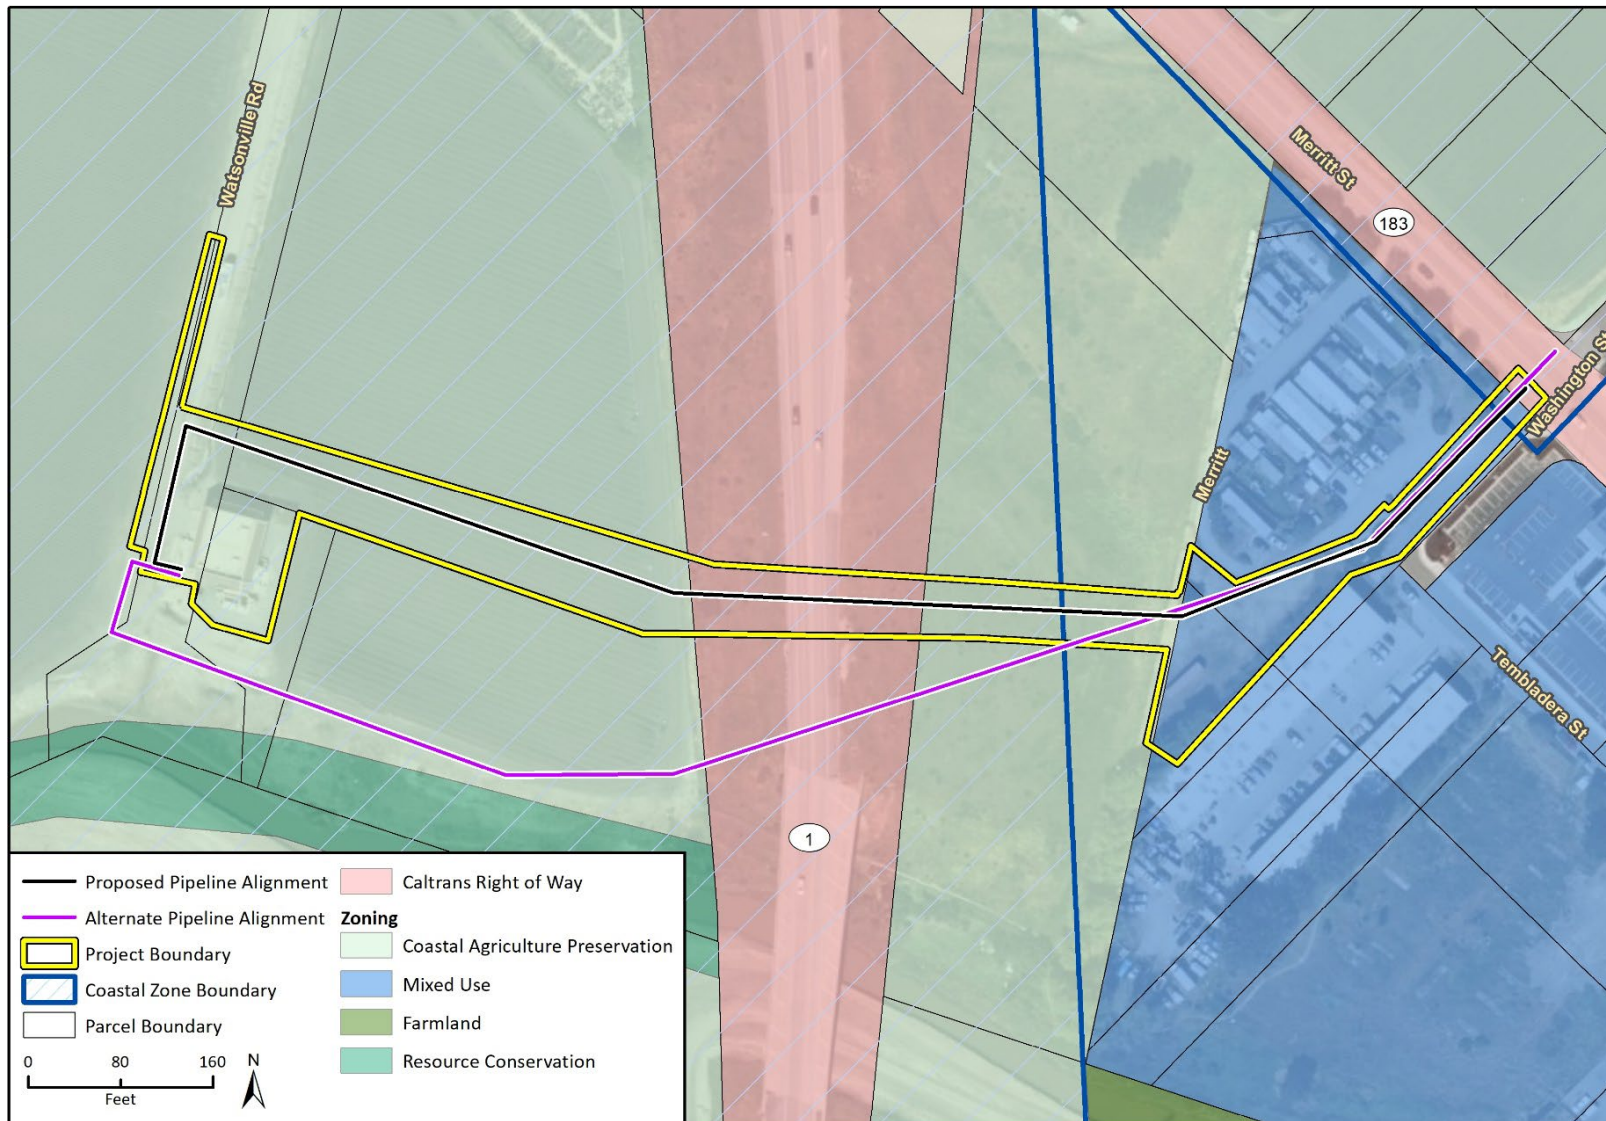 Watsonville Rd
Merritt St
183
Washington St
Merritt
Tembladera St
1
Proposed Pipeline Alignment
Alternate Pipeline Alignment
Project Boundary
Coastal Zone Boundary
Parcel Boundary
0 80 160
Feet
N
Caltrans Right of Way
Zoning
Coastal Agriculture Preservation
Mixed Use
Farmland
Resource Conservation